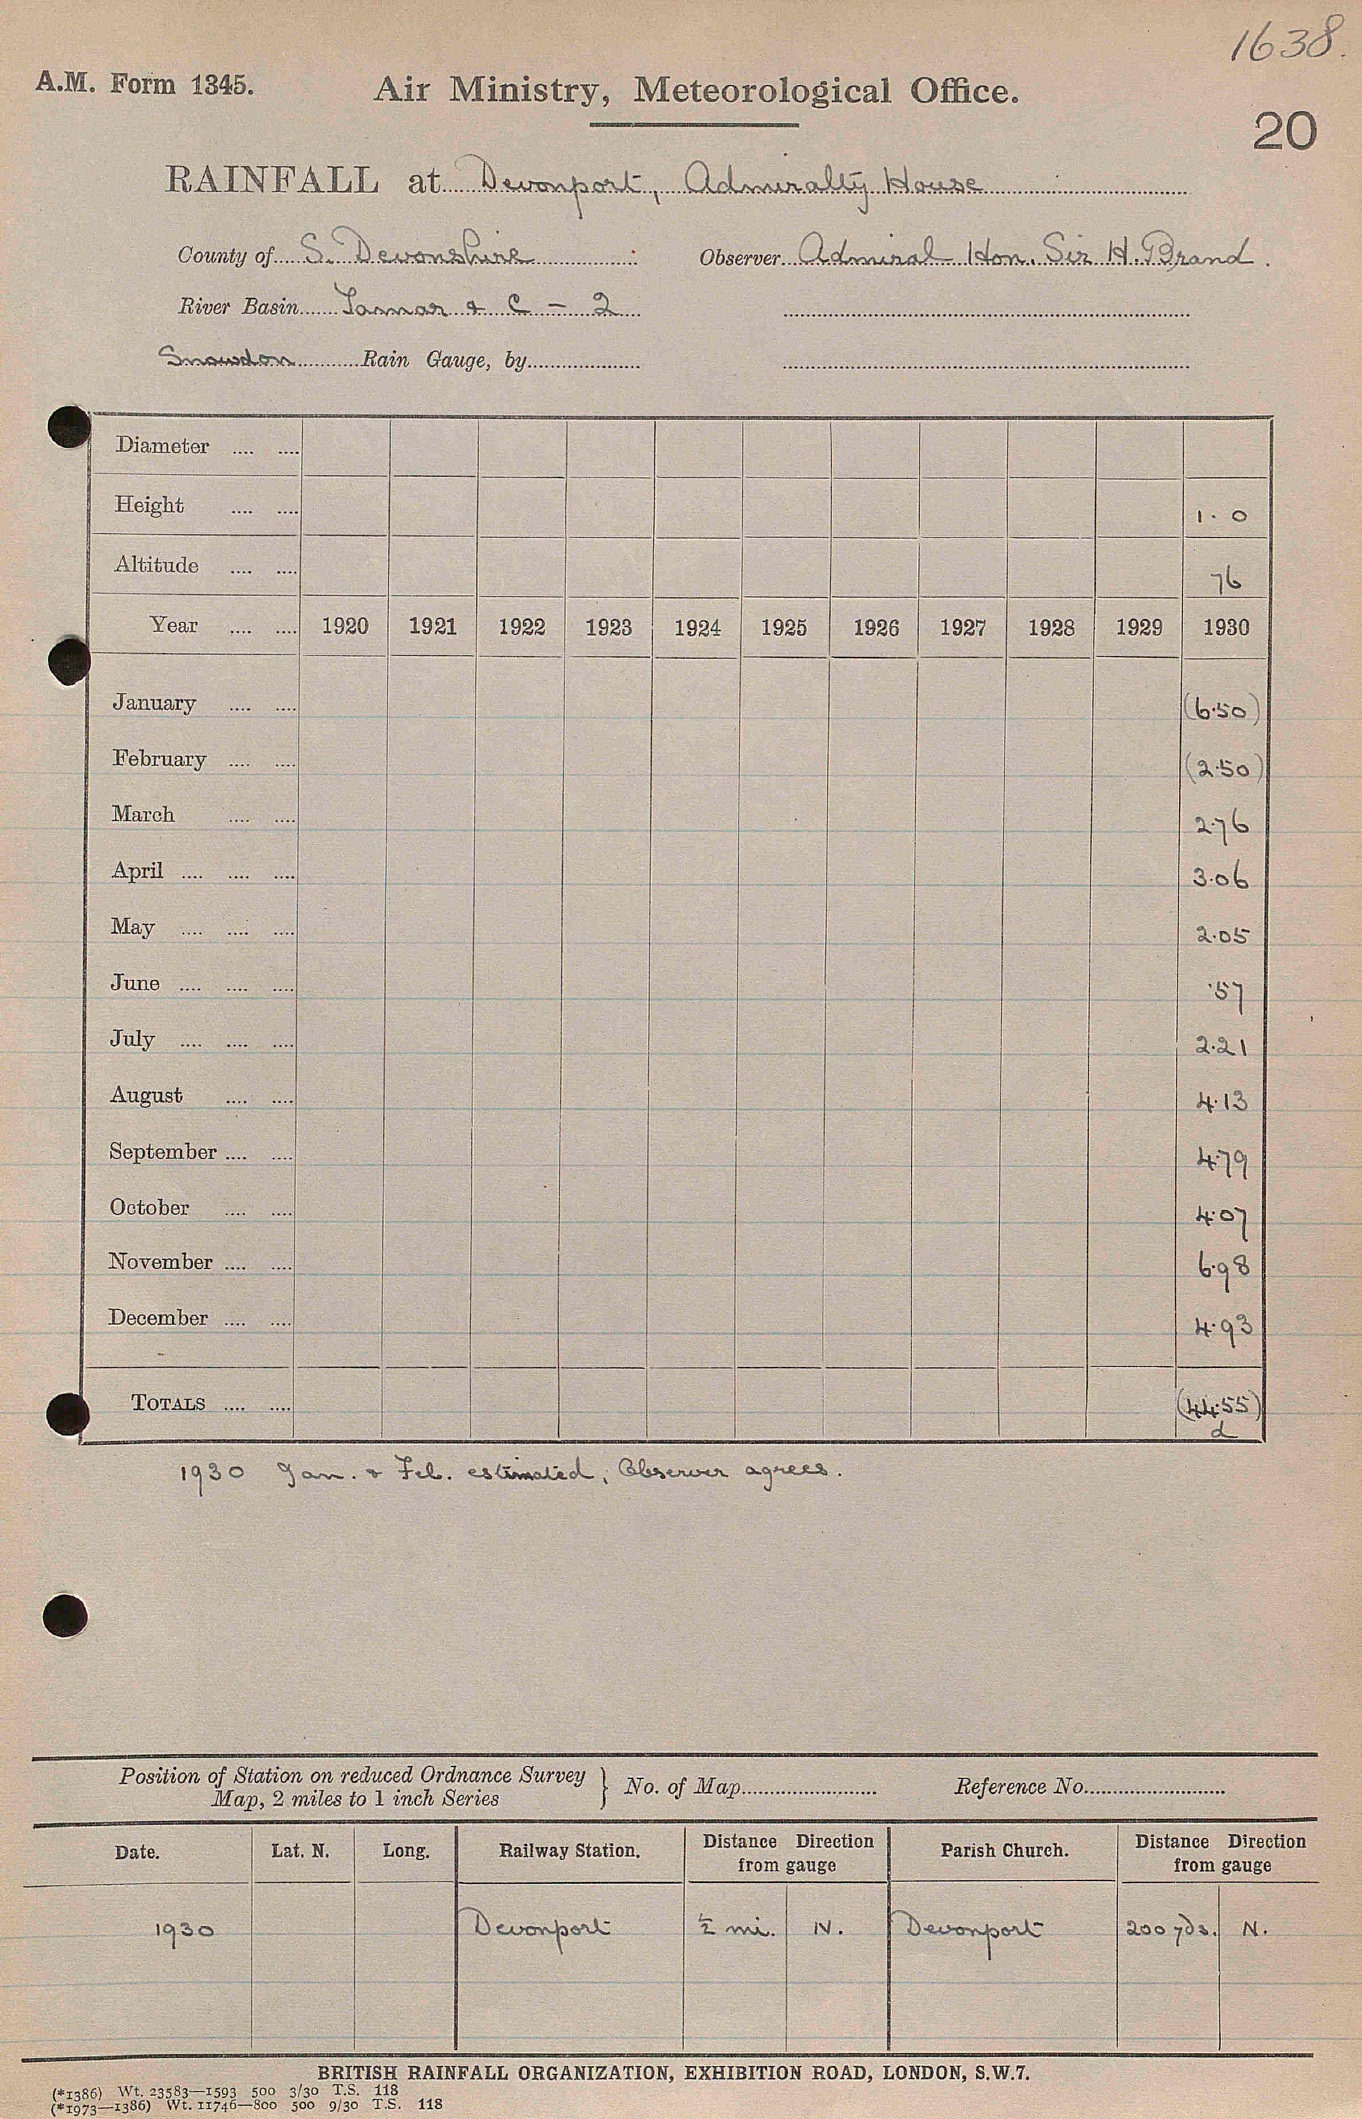 1638.
A.M. Form 1345. Air Ministry, Meteorological Office.
20
RAINFALL at Devonport, Admiralty House
County of S. Devonshire Observer Admiral Hon. Sir H. Brand.
River Basin Tamar & C - 2
Snowdon Rain Gauge, by
Diameter
Height 1.0
Altitude 76
Year 1920 1921 1922 1923 1924 1925 1926 1927 1928 1929 1930
January (6.50)
February (2.50)
March 2.76
April 3.06
May 2.05
June .57
July 2.21
August 4.13
September 4.79
October 4.07
November 6.98
December 4.93
TOTALS (44.55)
d
1930 Jan. & Feb. estimated, Observer agrees.
Position of Station on reduced Ordnance Survey
Map, 2 miles to 1 inch Series } No. of Map Reference No.
Date. Lat. N. Long. Railway Station. Distance Direction from gauge Parish Church. Distance Direction from gauge
1930 Devonport ½ mi. N. Devonport 200 yds. N.
BRITISH RAINFALL ORGANIZATION, EXHIBITION ROAD, LONDON, S.W.7.
(*1386) Wt. 23583—1593 500 3/30 T.S. 118
(*1973—1386) Wt. 11746—800 500 9/30 T.S. 118